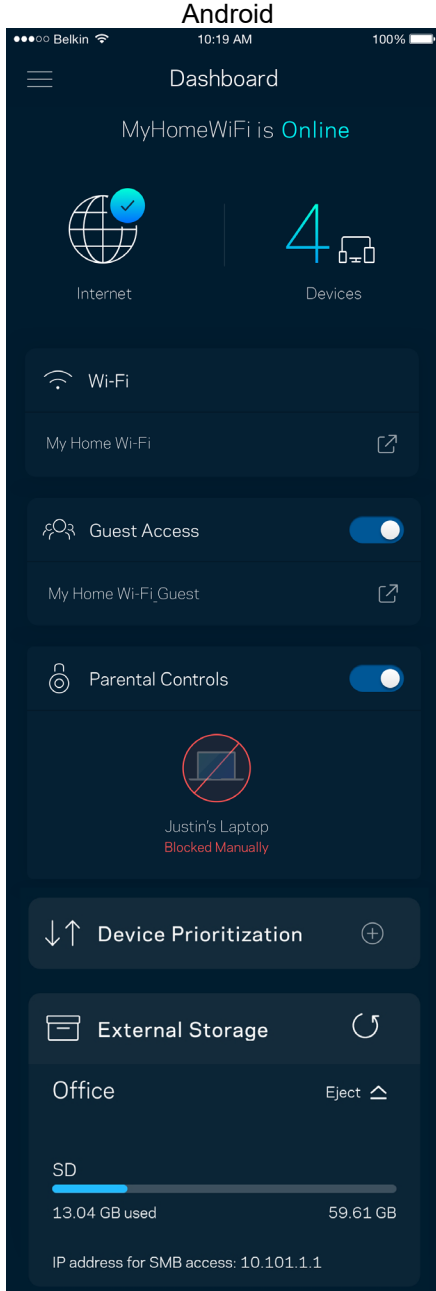 Android
Belkin 10:19 AM 100%
Dashboard
MyHomeWiFi is Online
4
Internet Devices
Wi-Fi
My Home Wi-Fi
Guest Access
My Home Wi-Fi_Guest
Parental Controls
Justin's Laptop
Blocked Manually
Device Prioritization
External Storage
Office Eject
SD
13.04 GB used 59.61 GB
IP address for SMB access: 10.101.1.1